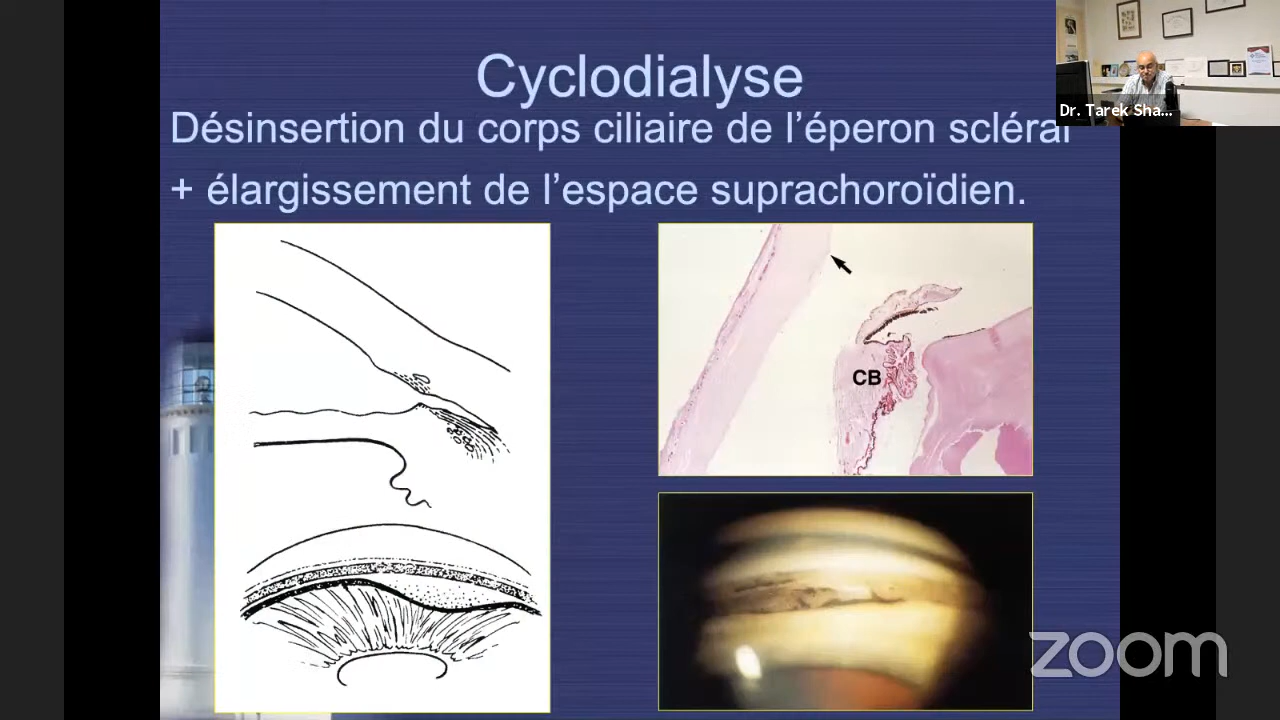 Cyclodialyse
Désinsertion du corps ciliaire de l’éperon scléral
+ élargissement de l’espace suprachoroïdien.
Dr. Tarek Sha...
CB
zoom